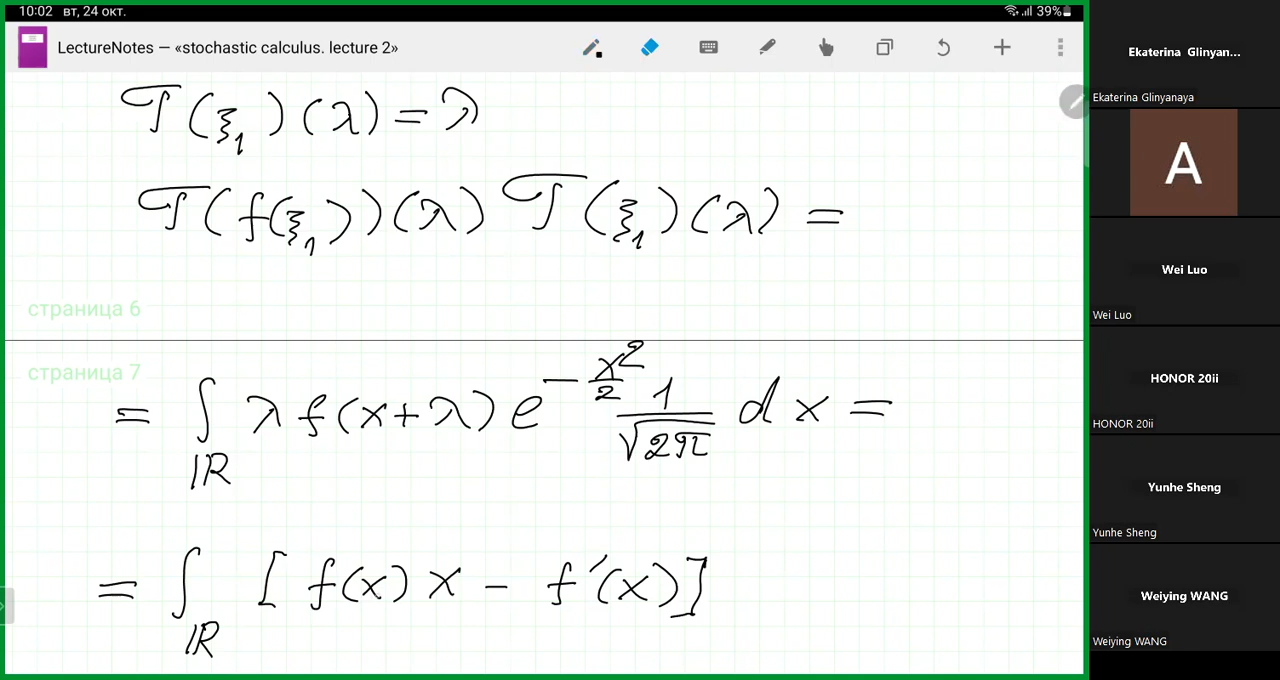 10:02 вт, 24 окт. 39%
LectureNotes — «stochastic calculus. lecture 2»
𝒯(ξ₁)(λ) = λ
𝒯(f(ξ₁))(λ) 𝒯(ξ₁)(λ) =
страница 6
страница 7
= ∫_ℝ λ f(x+λ) e^{-x²/2} 1/√(2π) dx =
= ∫_ℝ [f(x) x - f'(x)]
Ekaterina Glinyan...
Ekaterina Glinyanaya
A
Wei Luo
Wei Luo
HONOR 20ii
HONOR 20ii
Yunhe Sheng
Yunhe Sheng
Weiying WANG
Weiying WANG